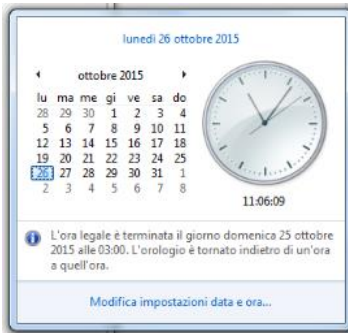 lunedì 26 ottobre 2015
ottobre 2015
lu ma me gi ve sa do
28 29 30 1 2 3 4
5 6 7 8 9 10 11
12 13 14 15 16 17 18
19 20 21 22 23 24 25
26 27 28 29 30 31 1
2 3 4 5 6 7 8
11:06:09
L'ora legale è terminata il giorno domenica 25 ottobre
2015 alle 03:00. L'orologio è tornato indietro di un'ora
a quell'ora.
Modifica impostazioni data e ora...